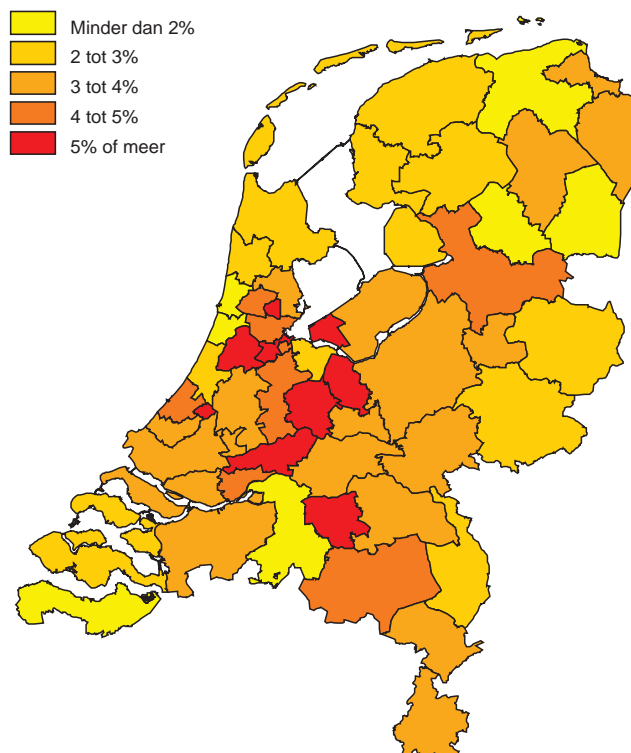 Minder dan 2%
2 tot 3%
3 tot 4%
4 tot 5%
5% of meer